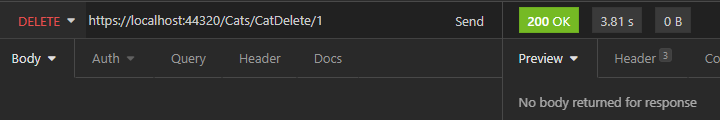 DELETE https://localhost:44320/Cats/CatDelete/1 Send 200 OK 3.81 s 0 B
Body Auth Query Header Docs Preview Header 3 Co
No body returned for response